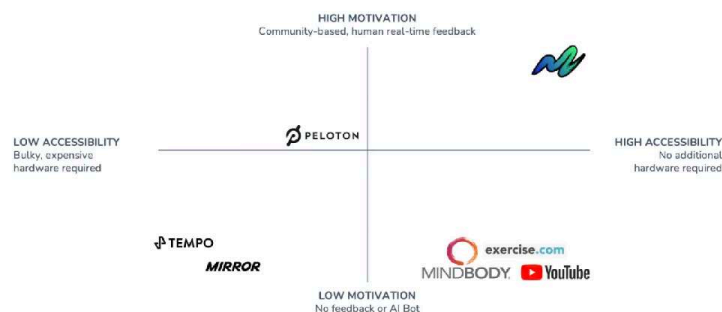 HIGH MOTIVATION
Community-based, human real-time feedback
PELOTON
LOW ACCESSIBILITY
Bulky, expensive
hardware required
HIGH ACCESSIBILITY
No additional
hardware required
TEMPO
MIRROR
exercise.com
MINDBODY
YouTube
LOW MOTIVATION
No feedback or AI Bot